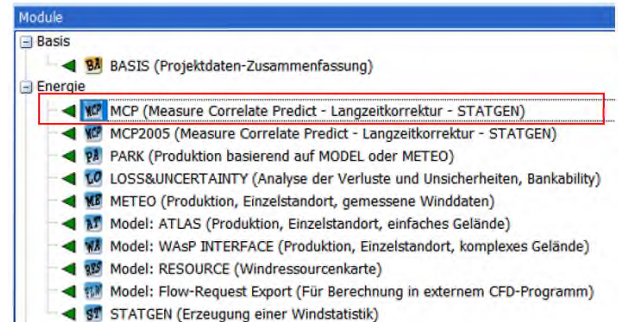 Module
Basis
BA BASIS (Projektdaten-Zusammenfassung)
Energie
MCP MCP (Measure Correlate Predict - Langzeitkorrektur - STATGEN)
MCP MCP2005 (Measure Correlate Predict - Langzeitkorrektur - STATGEN)
PA PARK (Produktion basierend auf MODEL oder METEO)
LO LOSS&UNCERTAINTY (Analyse der Verluste und Unsicherheiten, Bankability)
ME METEO (Produktion, Einzelstandort, gemessene Winddaten)
AT Model: ATLAS (Produktion, Einzelstandort, einfaches Gelände)
WA Model: WAsP INTERFACE (Produktion, Einzelstandort, komplexes Gelände)
RES Model: RESOURCE (Windressourcenkarte)
FLW Model: Flow-Request Export (Für Berechnung in externem CFD-Programm)
ST STATGEN (Erzeugung einer Windstatistik)